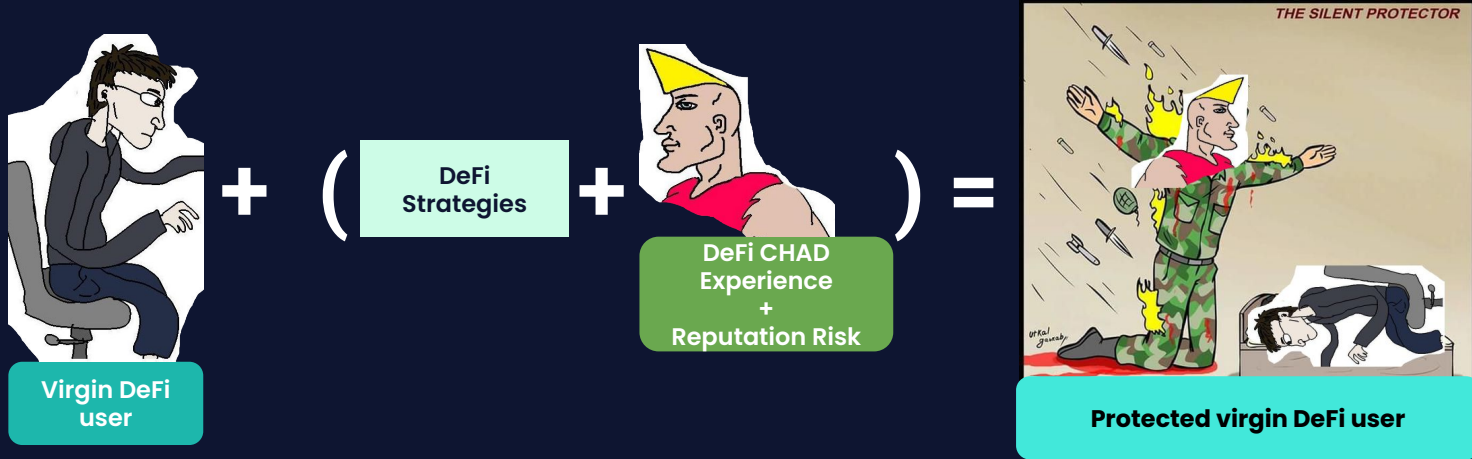 THE SILENT PROTECTOR
+
(
DeFi
Strategies
+
)
=
DeFi CHAD
Experience
+
Reputation Risk
Virgin DeFi
user
Protected virgin DeFi user